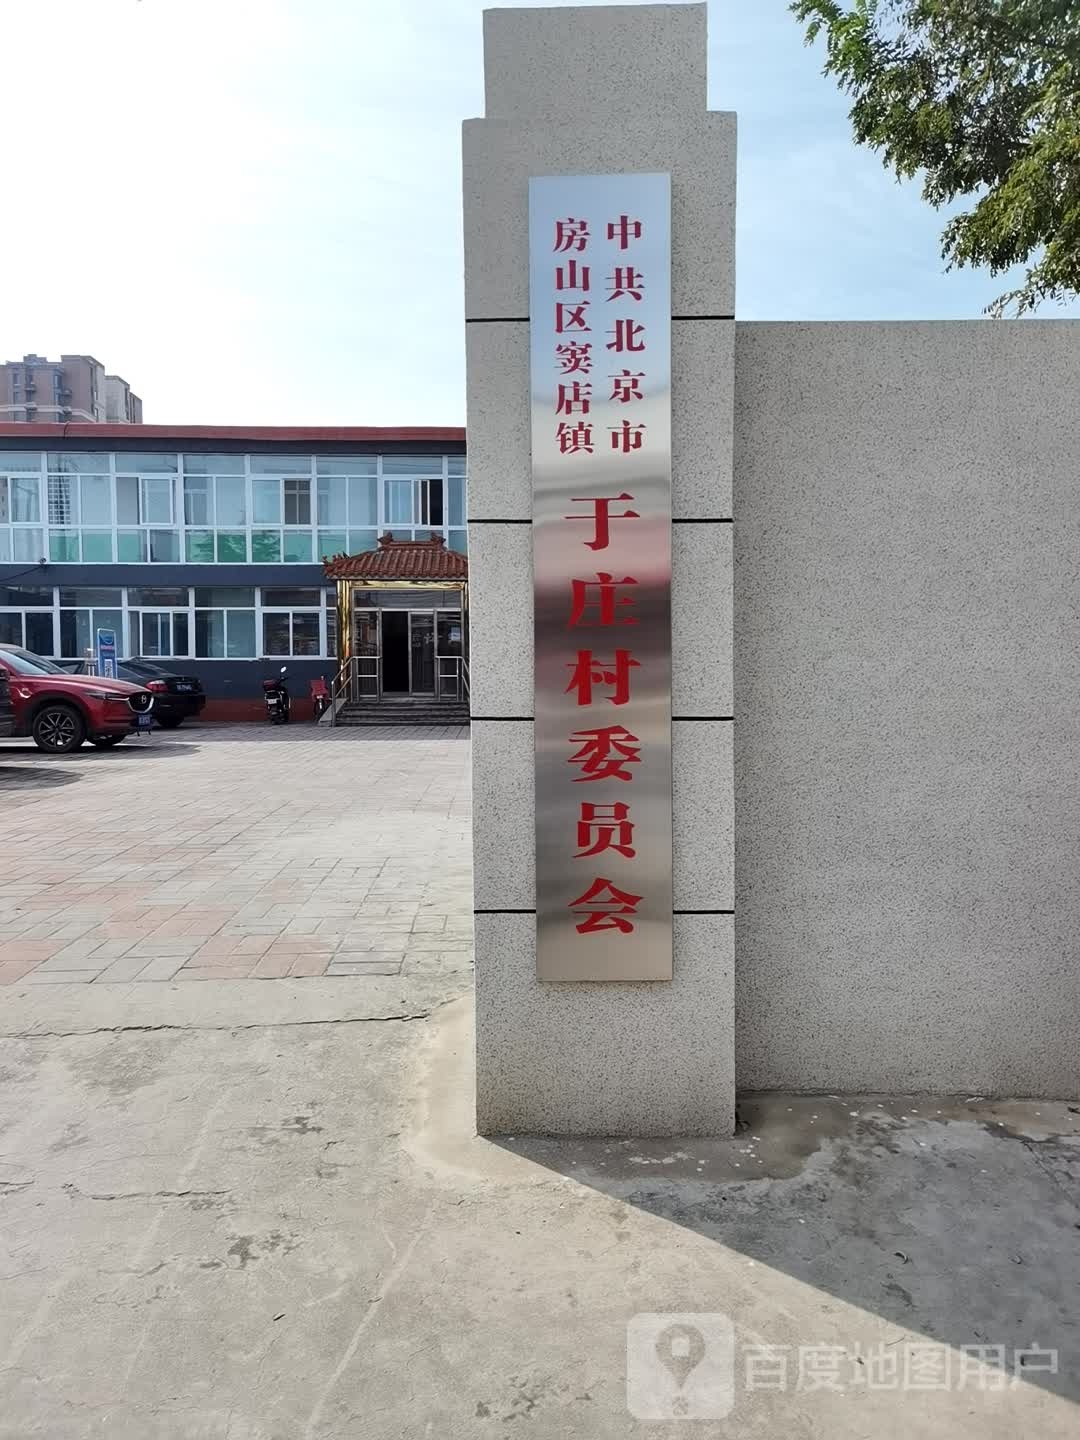 中共北京市
房山区窦店镇
于庄村委员会
百度地图用户